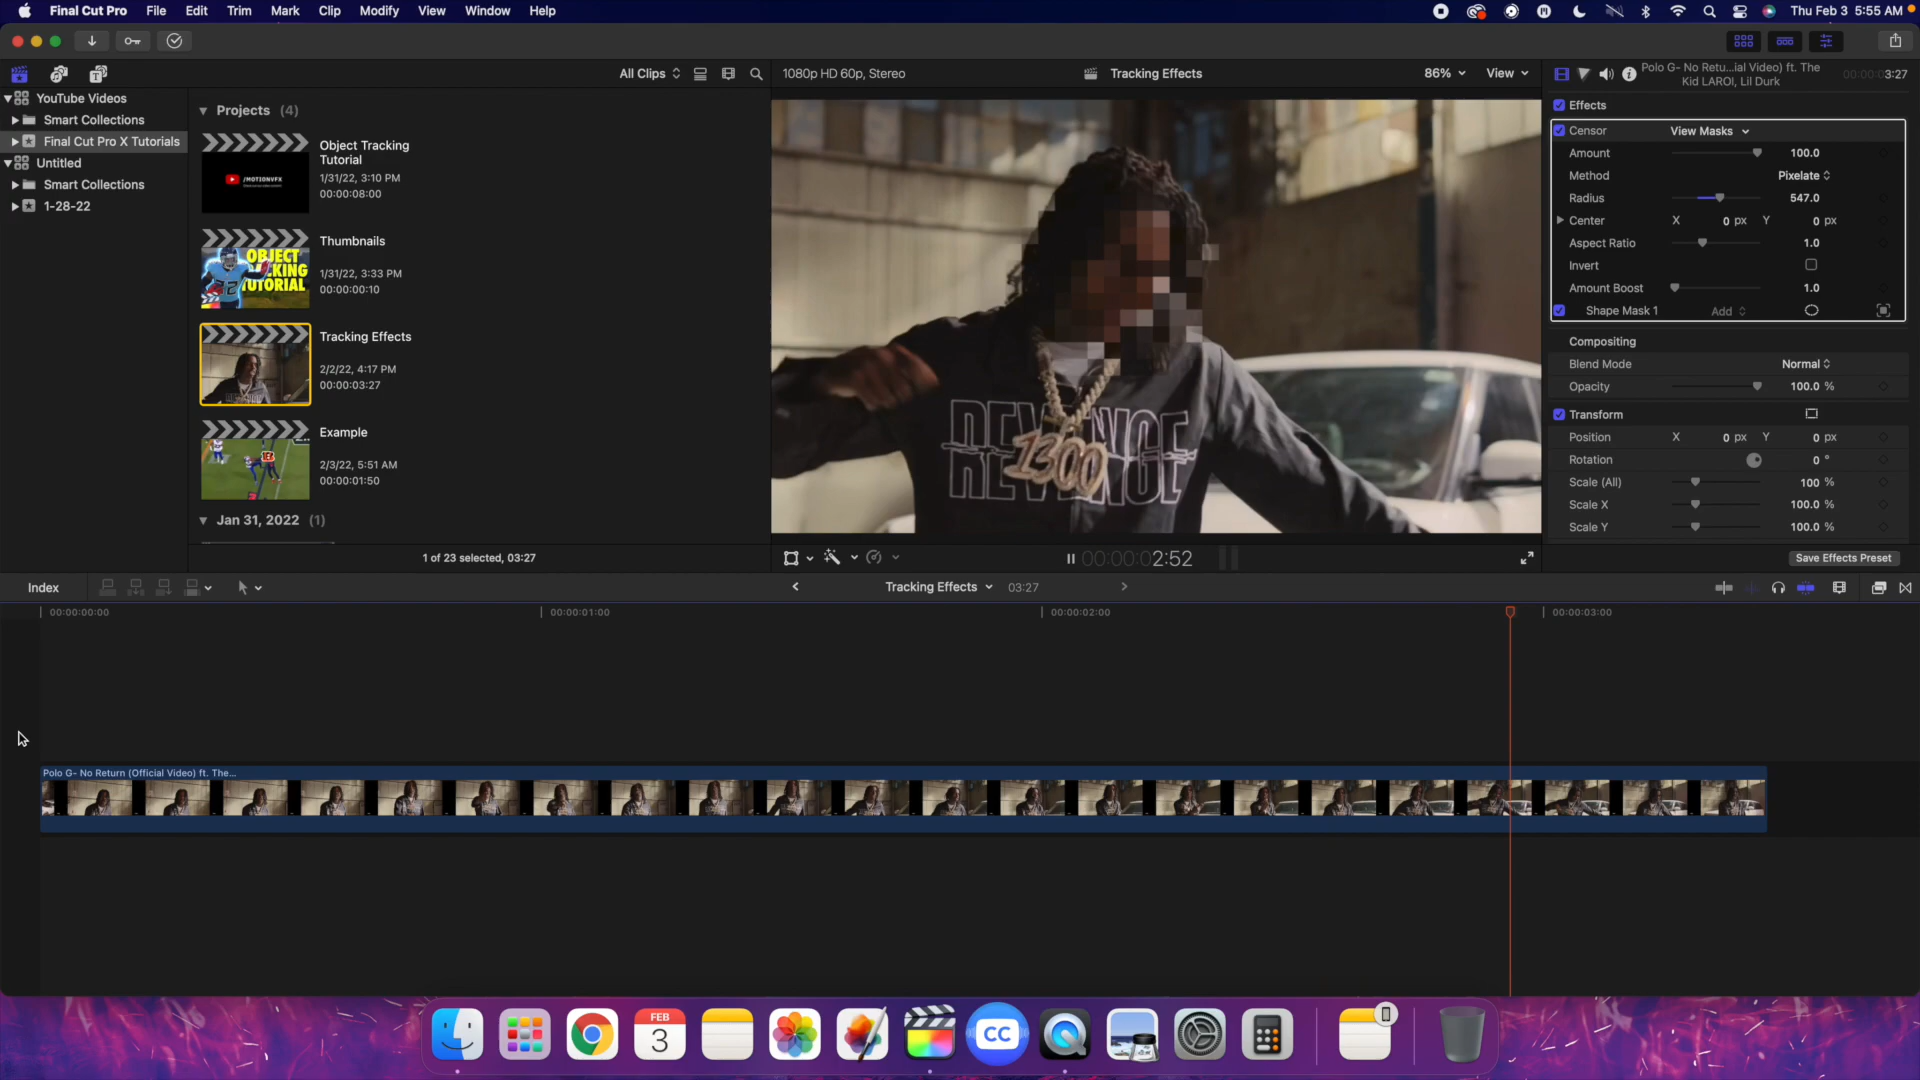 Final Cut Pro File Edit Trim Mark Clip Modify View Window Help Thu Feb 3 5:55 AM
All Clips 1080p HD 60p, Stereo Tracking Effects 86% View
Polo G- No Retu...ial Video) ft. The
Kid LAROI, Lil Durk
00:00:03:27
YouTube Videos
Smart Collections
Final Cut Pro X Tutorials
Untitled
Smart Collections
1-28-22
Projects (4)
Object Tracking
Tutorial
1/31/22, 3:10 PM
00:00:08:00
/MOTIONVFX
Thumbnails
1/31/22, 3:33 PM
00:00:00:10
OBJECT
TUTORIAL
Tracking Effects
2/2/22, 4:17 PM
00:00:03:27
Example
2/3/22, 5:51 AM
00:00:01:50
Jan 31, 2022 (1)
1 of 23 selected, 03:27
REVENGE
1300
REVENGE
00:00:02:52
Effects
Censor View Masks
Amount 100.0
Method Pixelate
Radius 547.0
Center X 0 px Y 0 px
Aspect Ratio 1.0
Invert
Amount Boost 1.0
Shape Mask 1 Add
Compositing
Blend Mode Normal
Opacity 100.0 %
Transform
Position X 0 px Y 0 px
Rotation 0 °
Scale (All) 100 %
Scale X 100.0 %
Scale Y 100.0 %
Save Effects Preset
Index Tracking Effects 03:27
00:00:00:00 00:00:01:00 00:00:02:00 00:00:03:00
Polo G- No Return (Official Video) ft. The...
FEB
3
CC